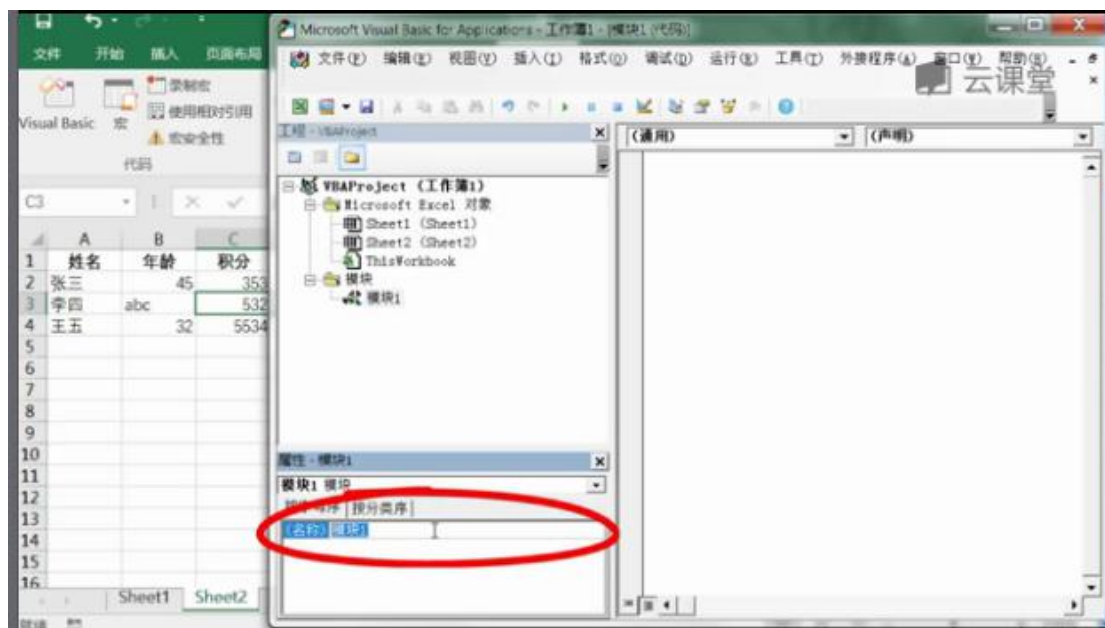 Microsoft Visual Basic for Applications - 工作簿1 - [模块1 (代码)]
文件 开始 插入 页面布局
文件(F) 编辑(E) 视图(V) 插入(I) 格式(O) 调试(D) 运行(R) 工具(T) 外接程序(A) 窗口(W) 帮助(H)
云课堂
录制宏
使用相对引用
Visual Basic 宏
宏安全性
代码
工程 - VBAProject
(通用) (声明)
VBAProject (工作簿1)
Microsoft Excel 对象
Sheet1 (Sheet1)
Sheet2 (Sheet2)
ThisWorkbook
模块
模块1
C3
A B C
1 姓名 年龄 积分
2 张三 45 353
3 李四 abc 532
4 王五 32 5534
5
6
7
8
9
10
11
12
13
14
15
16
属性 - 模块1
模块1 模块
按分类序
(名称) 模块1
Sheet1 Sheet2